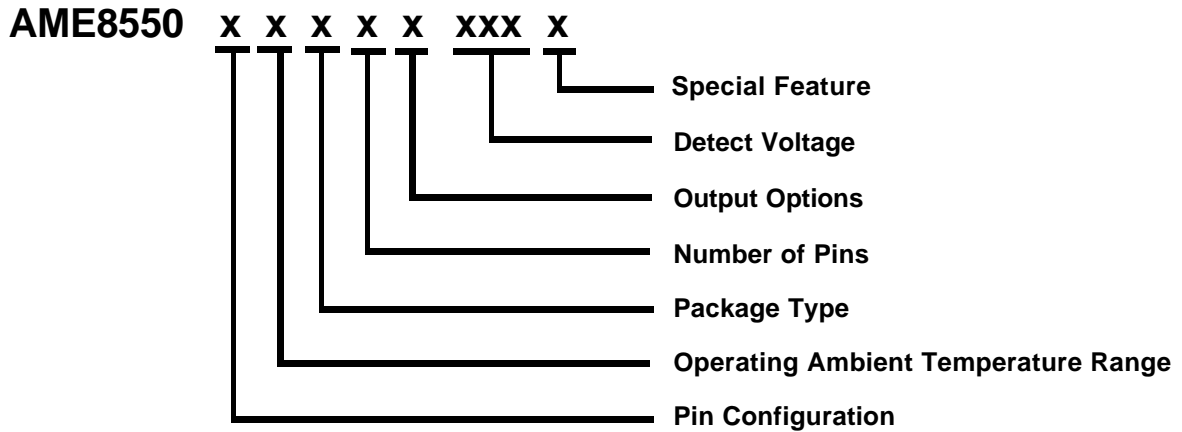 AME8550 x x x x x xxx x
Special Feature
Detect Voltage
Output Options
Number of Pins
Package Type
Operating Ambient Temperature Range
Pin Configuration